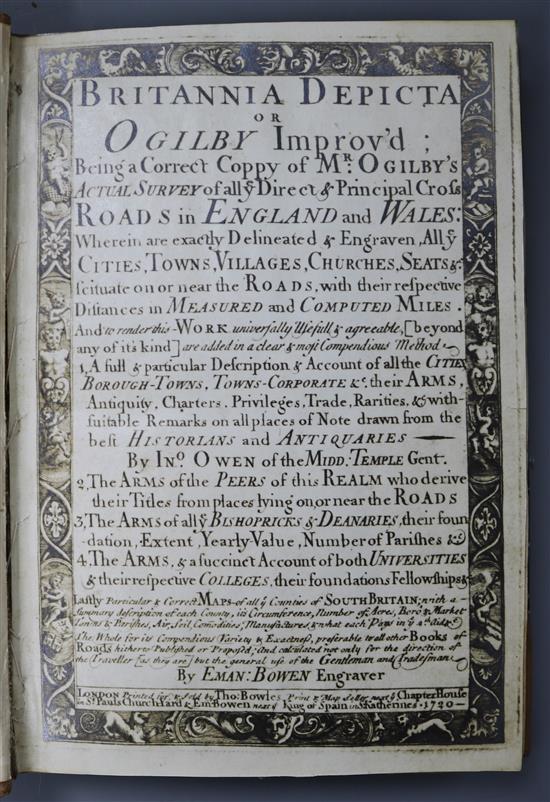 BRITANNIA DEPICTA
OR
OGILBY Improv'd ;
Being a Correct Coppy of Mr. OGILBY'S
ACTUAL SURVEY of all ye Direct & Principal Cross
ROADS in ENGLAND and WALES:
Wherein are exactly Delineated & Engraven, All ye
CITIES, TOWNS, VILLAGES, CHURCHES, SEATS &c
scituate on or near the ROADS, with their respective
Distances in MEASURED and COMPUTED MILES.
And to render this WORK universally Usefull & agreeable, [beyond
any of its kind] are added in a clear & most Compendious Method
1, A full & particular Description & Account of all the CITIES,
BOROUGH-TOWNS, TOWNS-CORPORATE &c. their ARMS,
Antiquity, Charters, Privileges, Trade, Rarities, &c with
suitable Remarks on all places of Note drawn from the
best HISTORIANS and ANTIQUARIES —
By Ino. OWEN of the MIDD: TEMPLE Gent.
2, The ARMS of the PEERS of this REALM who derive
their Titles from places lying on, or near the ROADS
3, The ARMS of all ye BISHOPRICKS & DEANARIES, their foun
dation, Extent, Yearly Value, Number of Parishes &c
4. The ARMS, & a succinct Account of both UNIVERSITIES
& their respective COLLEGES, their foundations Fellowships &c
Lastly Particular & Correct MAPS of all ye Counties of SOUTH BRITAIN; with a
Summary description of each County, its Circumference, Number of Acres, Boro' & Market
Towns & Parishes, Air, Soil, Comodities, Manufactures, & what each Pays in ye 2s. Aid &c
The Whole for its Compendious Variety & Exactness, preferable to all other Books of
Roads hitherto Published or Propos'd; And calculated not only for the direction of
the Traveller [as they are] but the general use of the Gentleman and Tradesman.
By EMAN: BOWEN Engraver
LONDON Printed for, & Sold by Tho: Bowles, Print & Map Seller next ye Chapter House
in St. Pauls Church Yard & Em: Bowen near ye King of Spain in St. Katherines. 1720